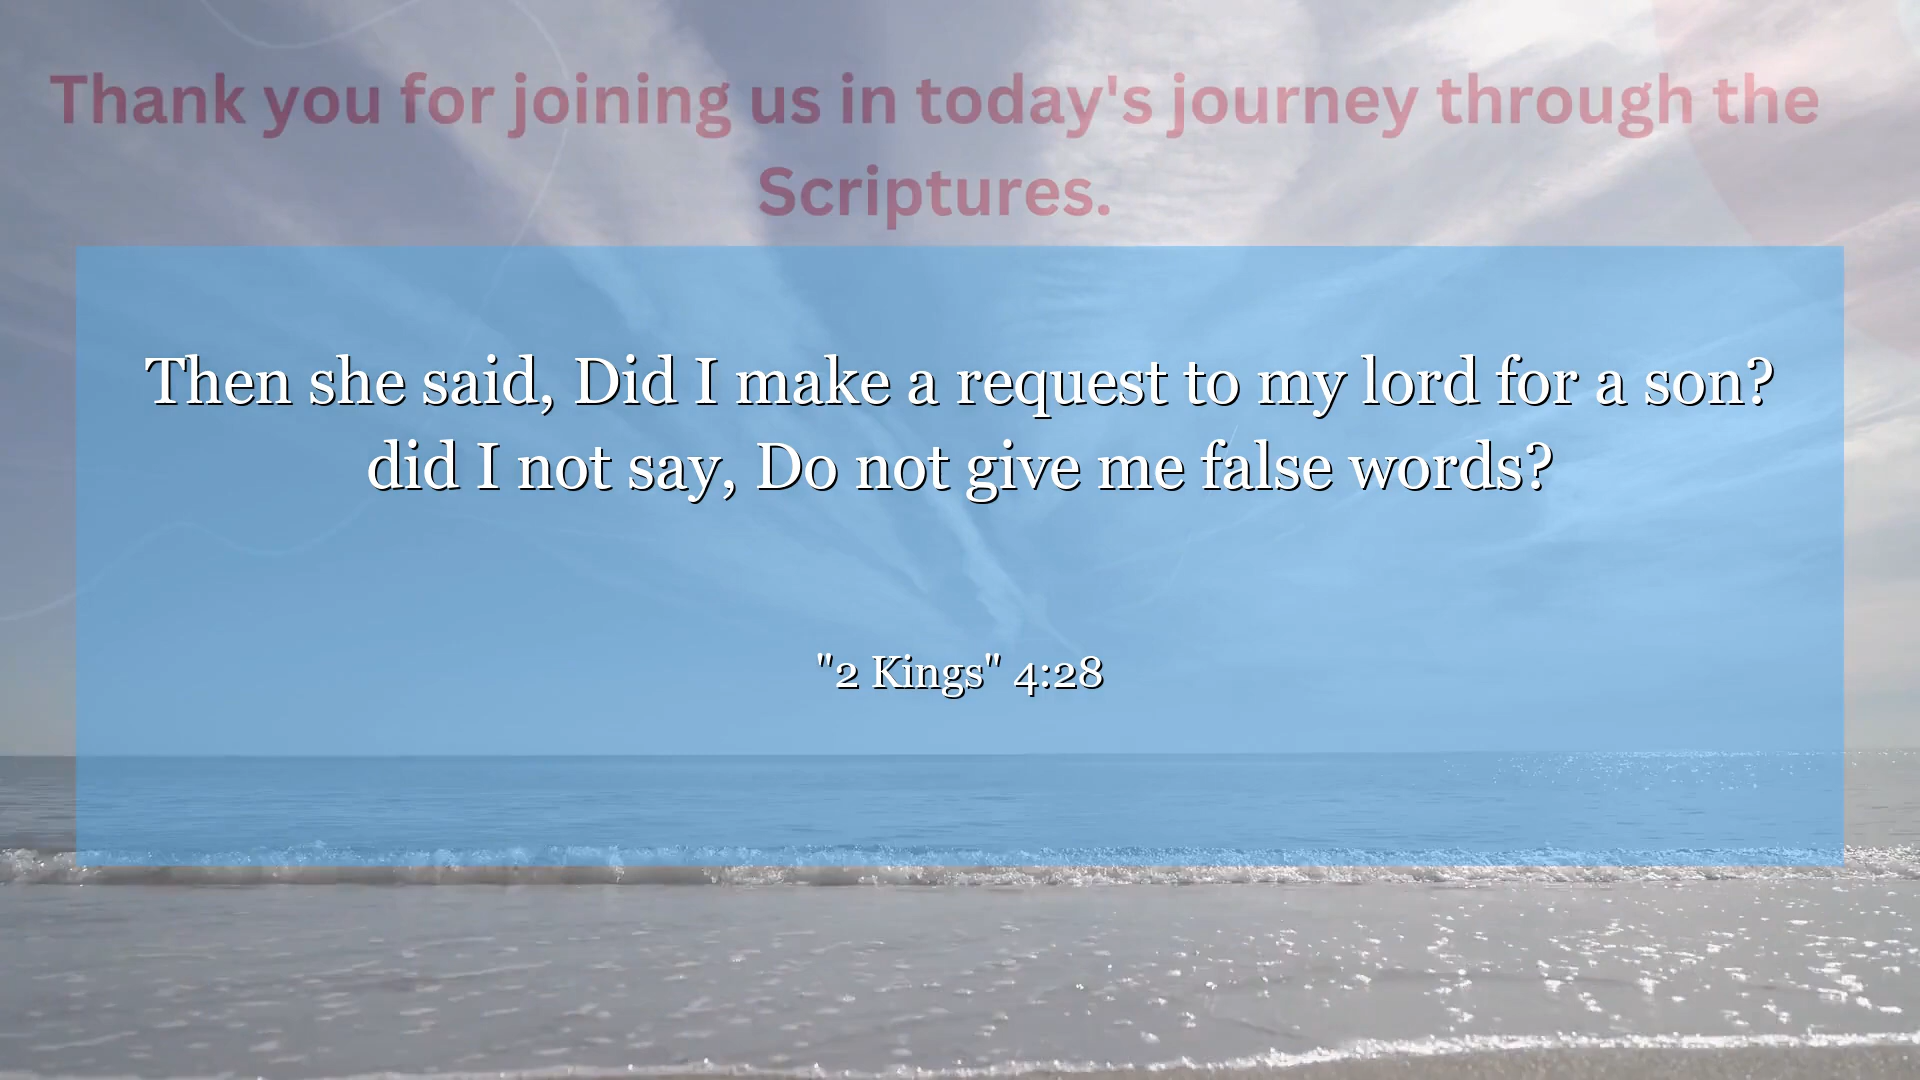 Thank you for joining us in today's journey through the
Scriptures.
Then she said, Did I make a request to my lord for a son?
did I not say, Do not give me false words?
"2 Kings" 4:28